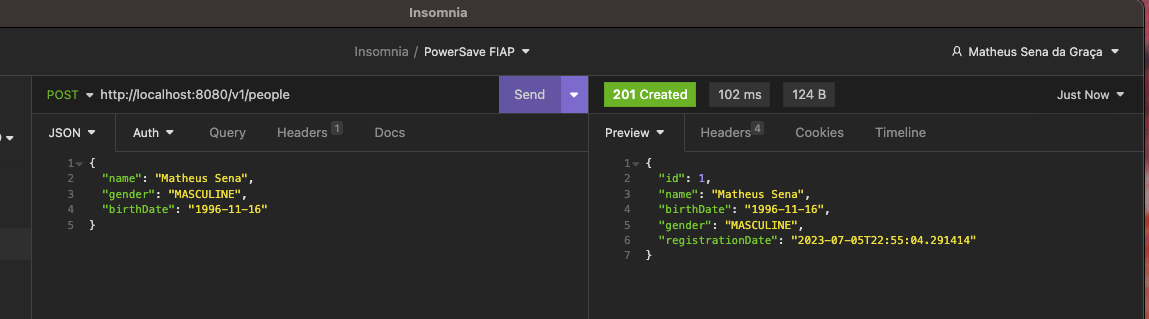 Insomnia
Insomnia / PowerSave FIAP
Matheus Sena da Graça
POST http://localhost:8080/v1/people Send
201 Created 102 ms 124 B Just Now
JSON Auth Query Headers 1 Docs
Preview Headers 4 Cookies Timeline
1 {
2 "name": "Matheus Sena",
3 "gender": "MASCULINE",
4 "birthDate": "1996-11-16"
5 }
1 {
2 "id": 1,
3 "name": "Matheus Sena",
4 "birthDate": "1996-11-16",
5 "gender": "MASCULINE",
6 "registrationDate": "2023-07-05T22:55:04.291414"
7 }